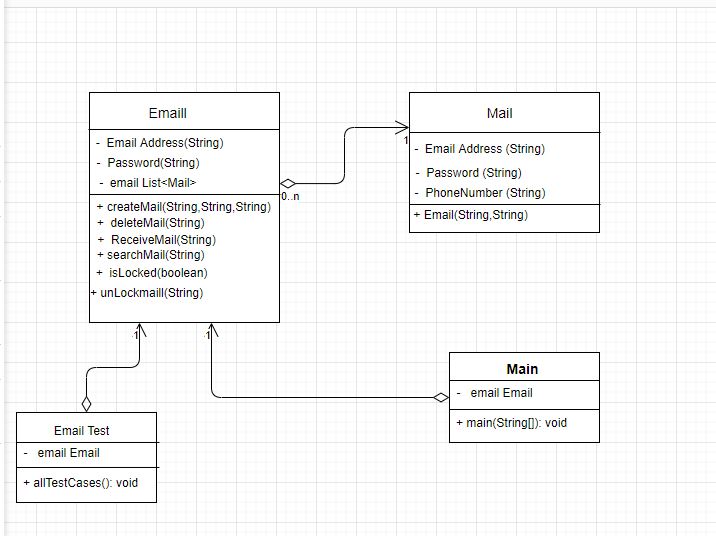 Emaill
- Email Address(String)
- Password(String)
- email List<Mail>
+ createMail(String,String,String)
+ deleteMail(String)
+ ReceiveMail(String)
+ searchMail(String)
+ isLocked(boolean)
+ unLockmaill(String)
0..n
1
Mail
- Email Address (String)
- Password (String)
- PhoneNumber (String)
+ Email(String,String)
1
1
Main
- email Email
+ main(String[]): void
Email Test
- email Email
+ allTestCases(): void